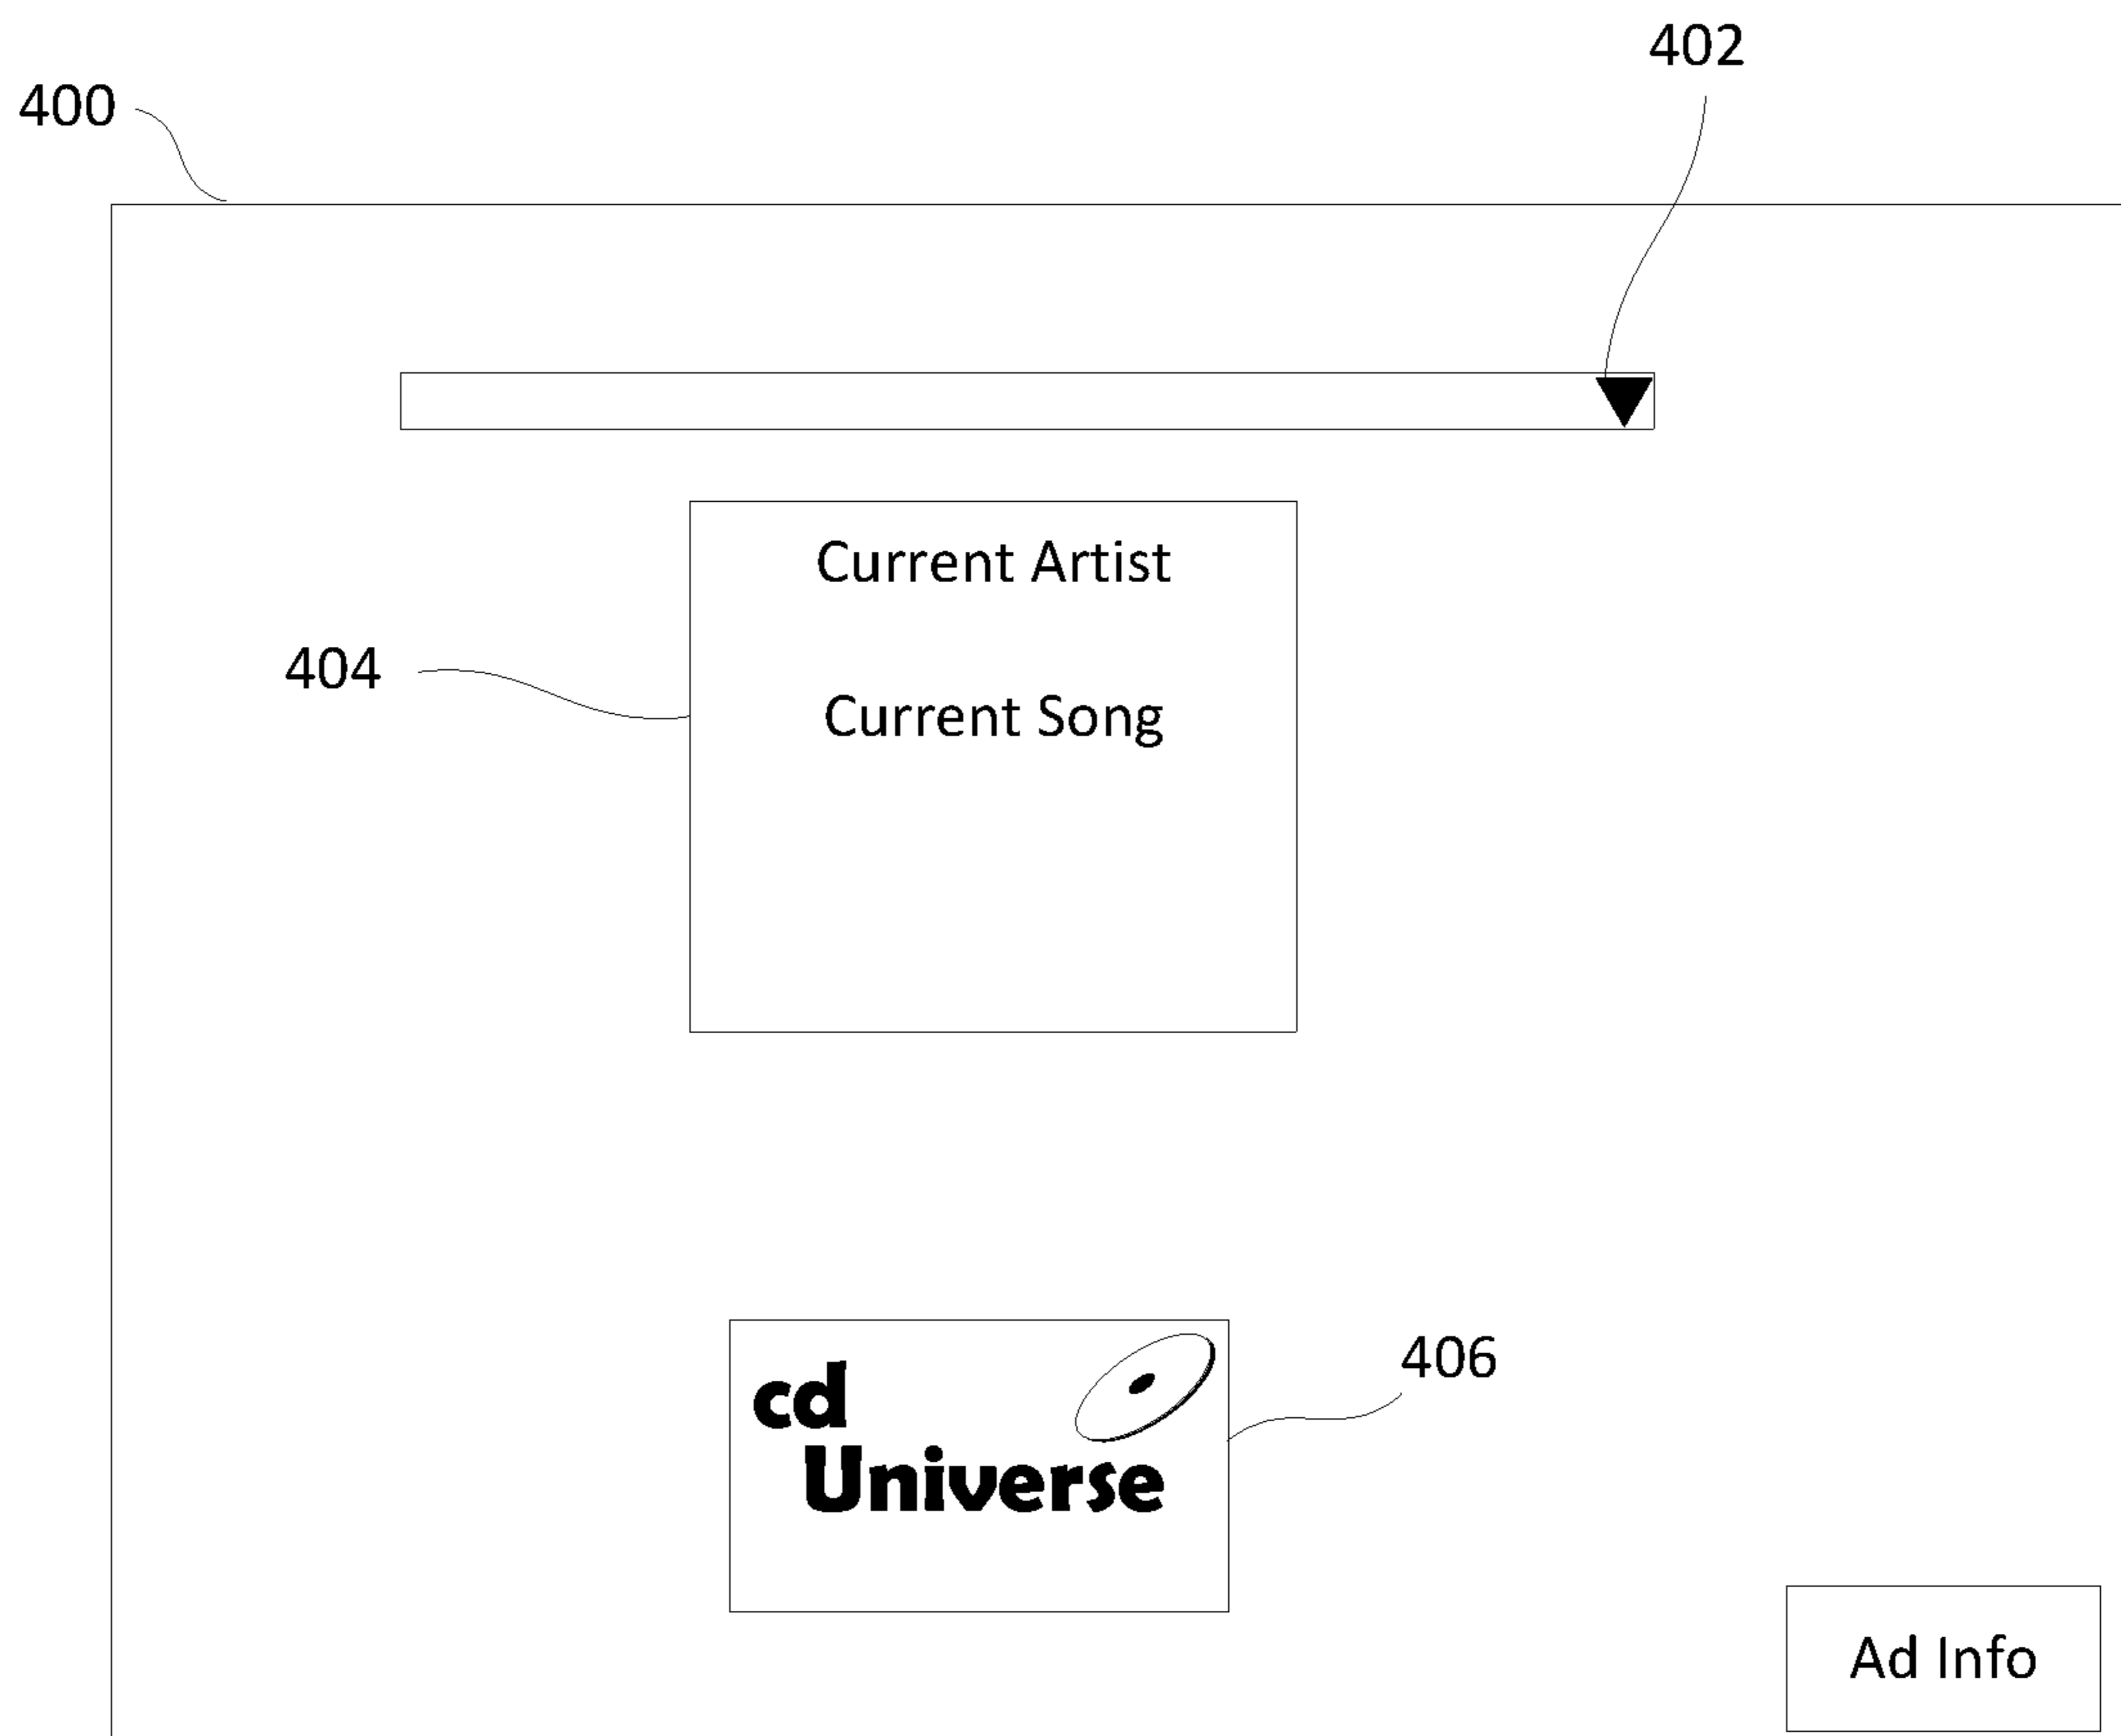 402
400
Current Artist
404
Current Song
406
cd
Universe
Ad Info